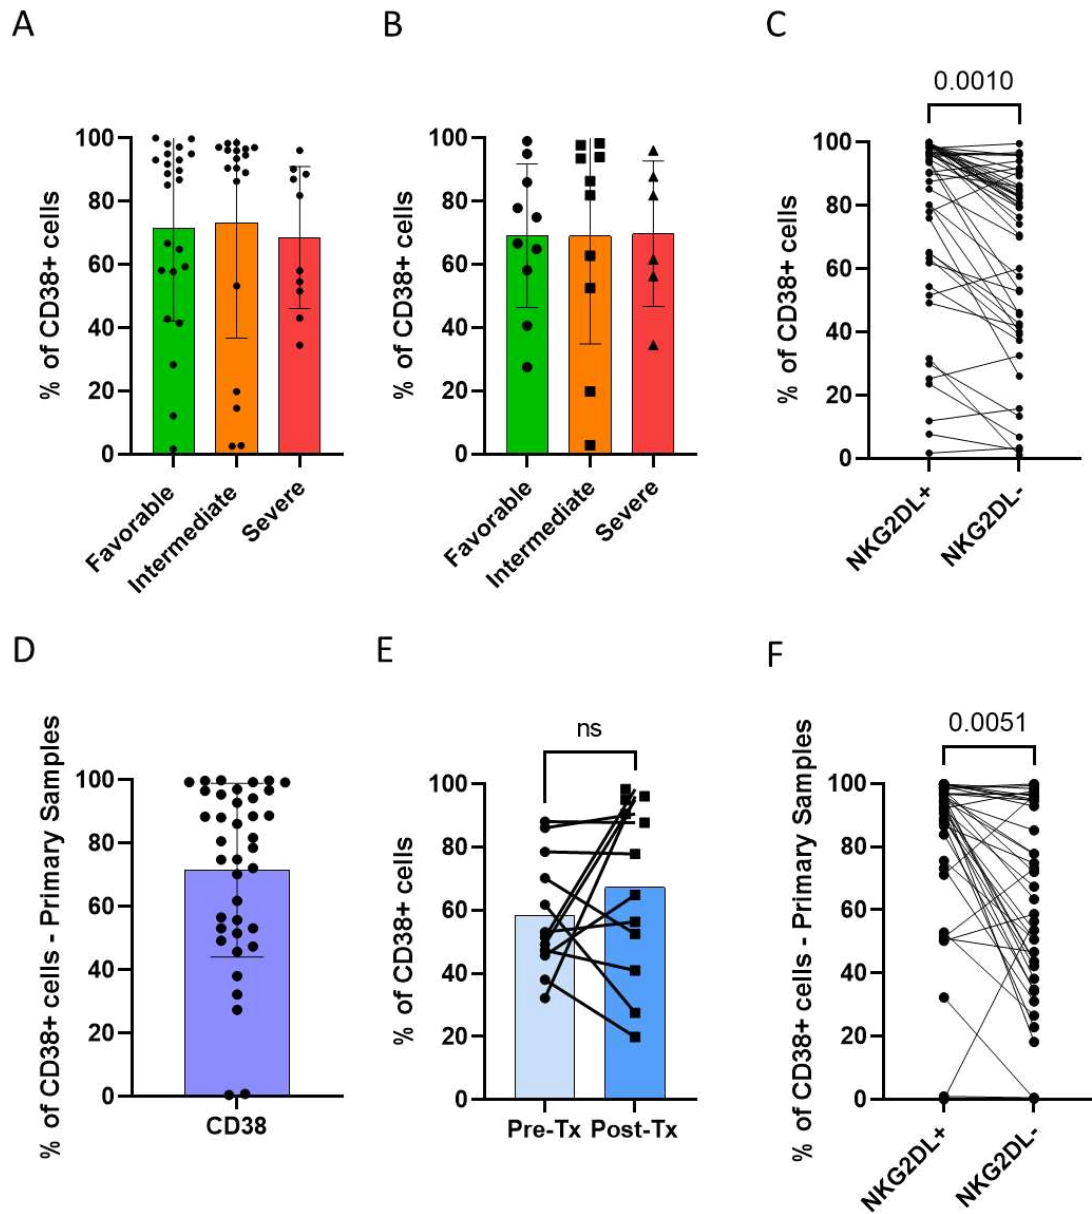 A
% of CD38+ cells
100
80
60
40
20
0
Favorable
Intermediate
Severe
B
% of CD38+ cells
100
80
60
40
20
0
Favorable
Intermediate
Severe
C
0.0010
% of CD38+ cells
100
80
60
40
20
0
NKG2DL+
NKG2DL-
D
% of CD38+ cells - Primary Samples
100
80
60
40
20
0
CD38
E
ns
% of CD38+ cells
100
80
60
40
20
0
Pre-Tx Post-Tx
F
0.0051
% of CD38+ cells - Primary Samples
100
80
60
40
20
0
NKG2DL+
NKG2DL-